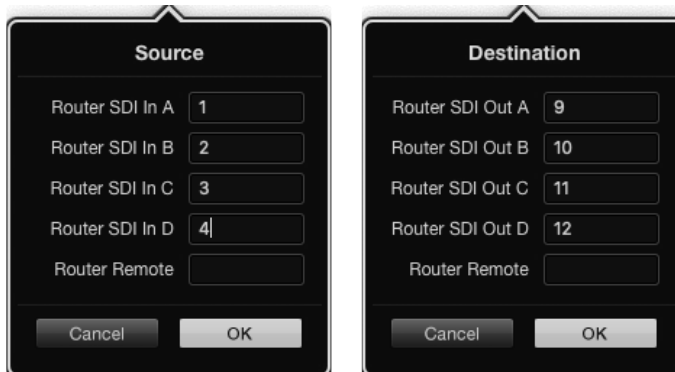 Source
Router SDI In A 1
Router SDI In B 2
Router SDI In C 3
Router SDI In D 4
Router Remote
Cancel OK
Destination
Router SDI Out A 9
Router SDI Out B 10
Router SDI Out C 11
Router SDI Out D 12
Router Remote
Cancel OK